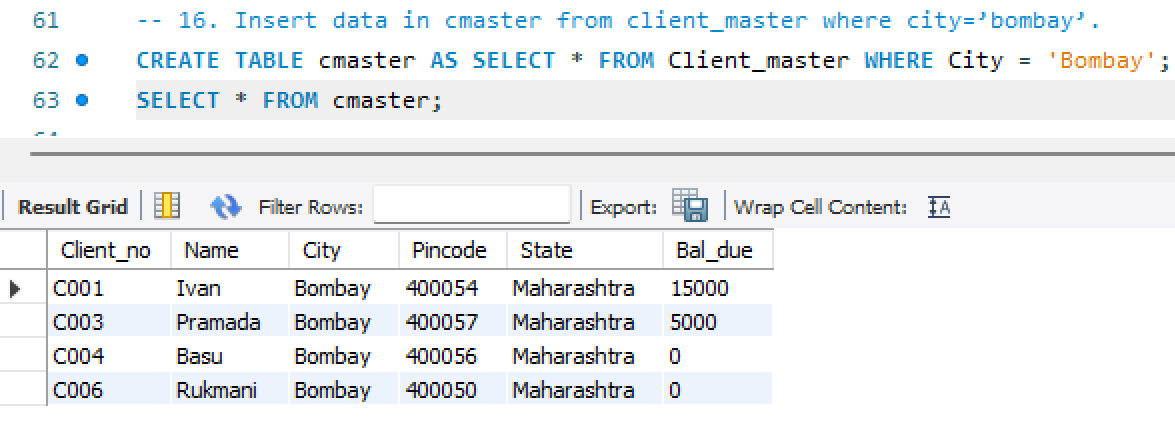 61 -- 16. Insert data in cmaster from client_master where city=’bombay’.
62 CREATE TABLE cmaster AS SELECT * FROM Client_master WHERE City = 'Bombay';
63 SELECT * FROM cmaster;
Result Grid Filter Rows: Export: Wrap Cell Content: IA
Client_no Name City Pincode State Bal_due
C001 Ivan Bombay 400054 Maharashtra 15000
C003 Pramada Bombay 400057 Maharashtra 5000
C004 Basu Bombay 400056 Maharashtra 0
C006 Rukmani Bombay 400050 Maharashtra 0